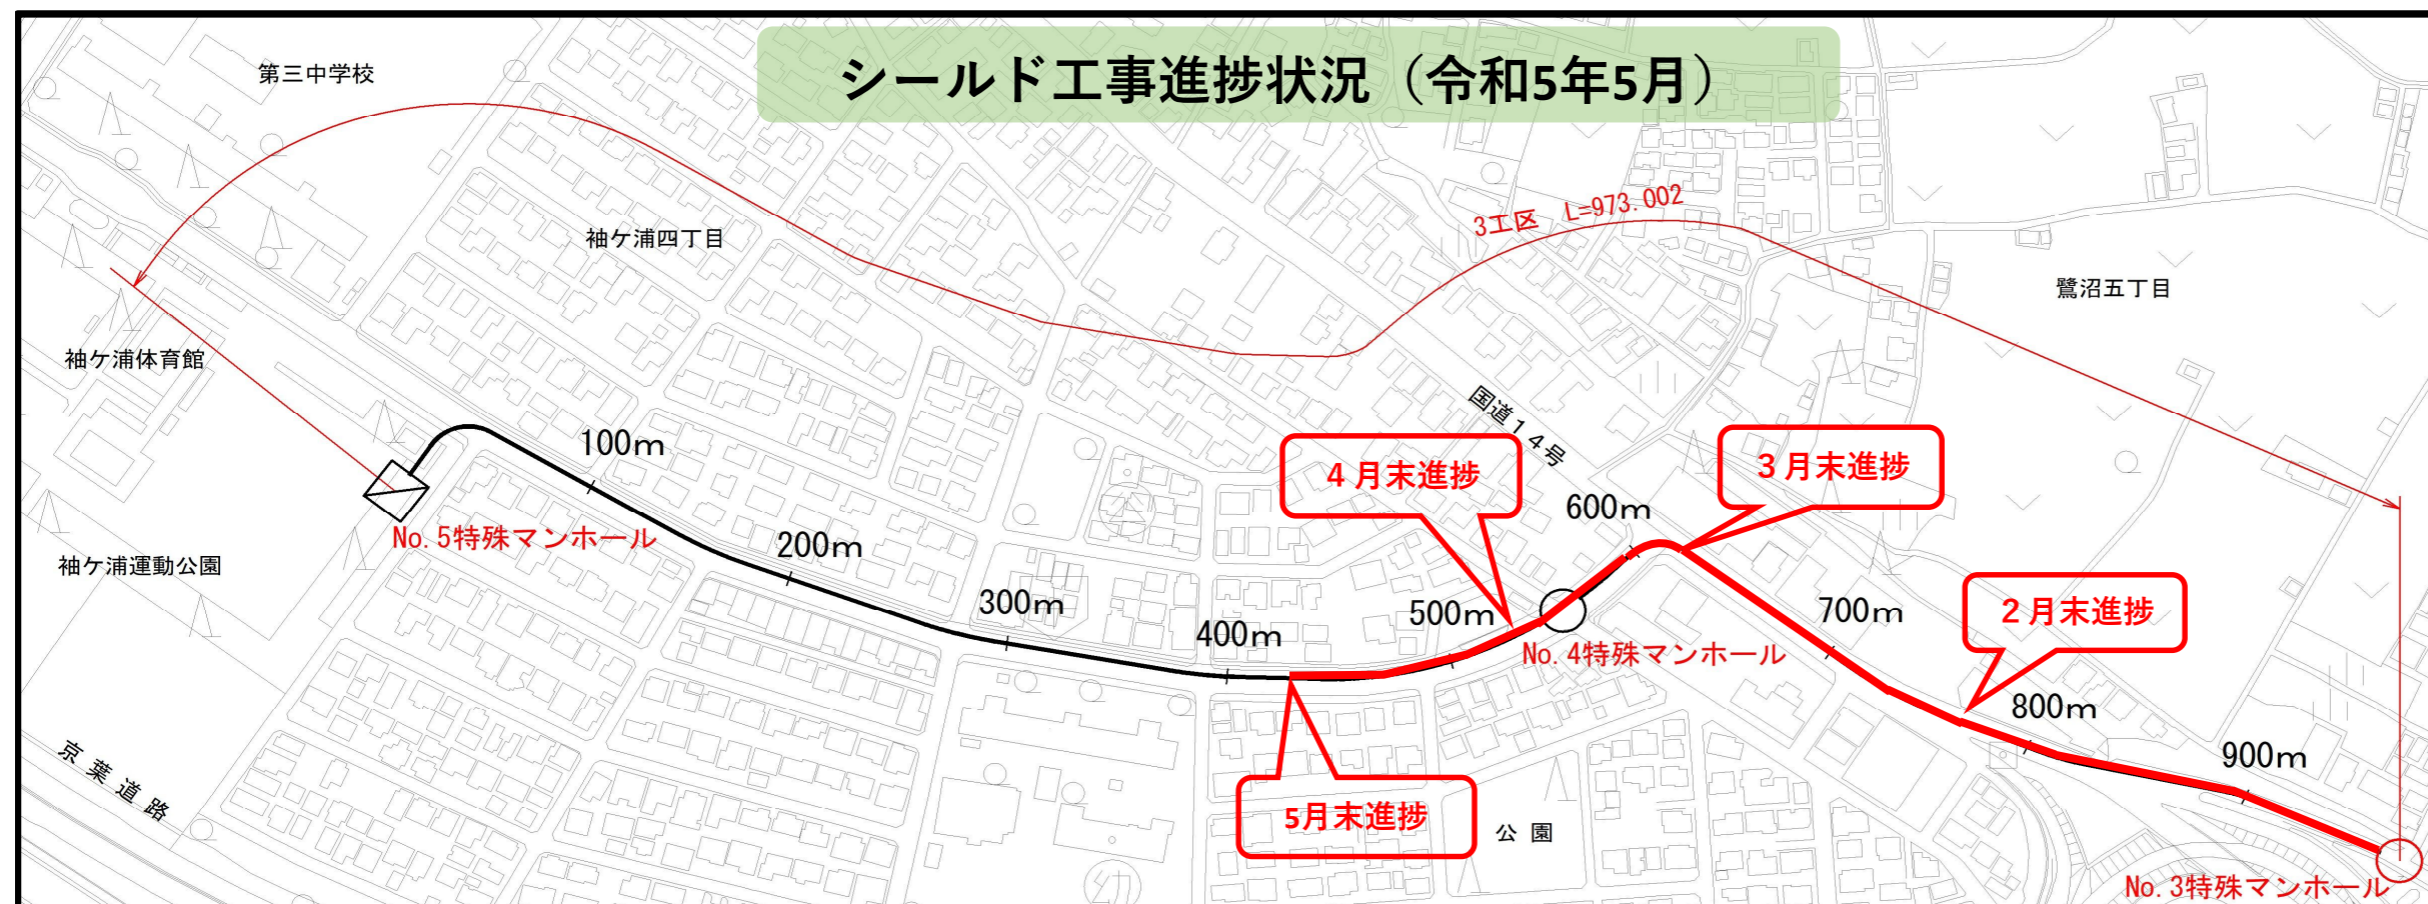 シールド工事進捗状況（令和5年5月）
第三中学校
袖ケ浦四丁目
3工区 L=973.002
鷺沼五丁目
袖ケ浦体育館
国道14号
100m
４月末進捗
３月末進捗
600m
No.5特殊マンホール
200m
袖ケ浦運動公園
300m
400m
500m
700m
２月末進捗
No.4特殊マンホール
800m
900m
京葉道路
5月末進捗
公園
幼
No.3特殊マンホール